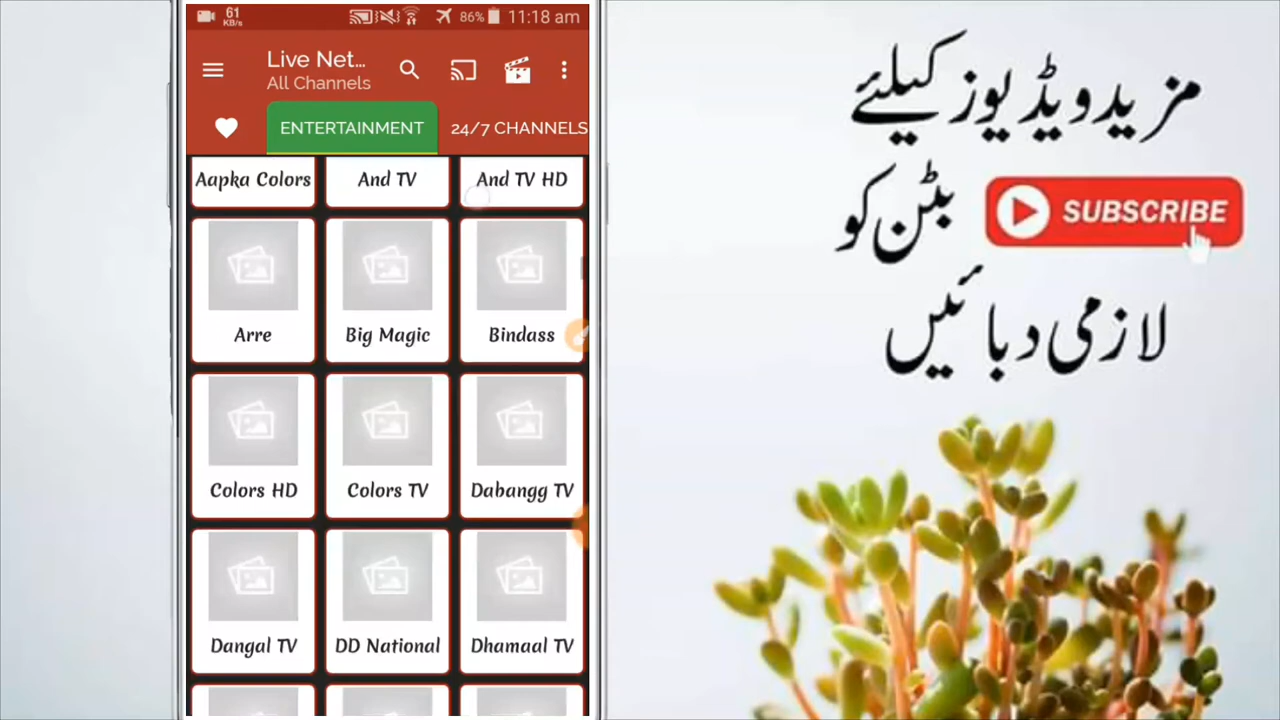 61
KB/s
86%
11:18 am
Live Net...
All Channels
ENTERTAINMENT
24/7 CHANNELS
Aapka Colors
And TV
And TV HD
Arre
Big Magic
Bindass
Colors HD
Colors TV
Dabangg TV
Dangal TV
DD National
Dhamaal TV
مزید ویڈیوز کیلئے
بٹن کو
SUBSCRIBE
لازمی دبائیں